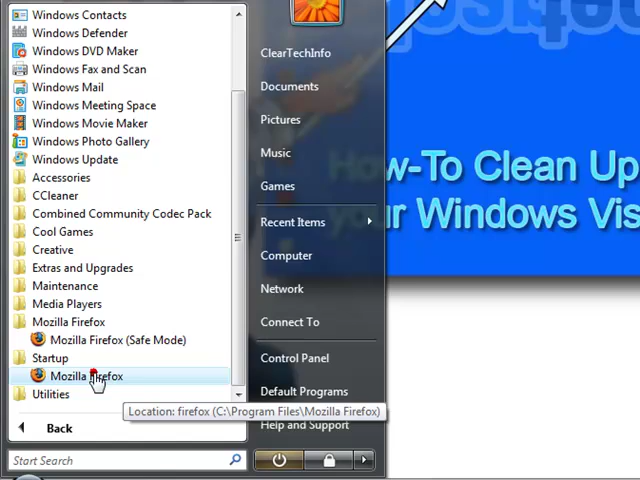 Windows Contacts
Windows Defender
Windows DVD Maker
Windows Fax and Scan
Windows Mail
Windows Meeting Space
Windows Movie Maker
Windows Photo Gallery
Windows Update
Accessories
CCleaner
Combined Community Codec Pack
Cool Games
Creative
Extras and Upgrades
Maintenance
Media Players
Mozilla Firefox
Mozilla Firefox (Safe Mode)
Startup
Mozilla Firefox
Utilities
Location: firefox (C:\Program Files\Mozilla Firefox)
Back
Start Search
ClearTechInfo
Documents
Pictures
Music
Games
Recent Items
Computer
Network
Connect To
Control Panel
Default Programs
Help and Support
How-To Clean Up
your Windows Vis